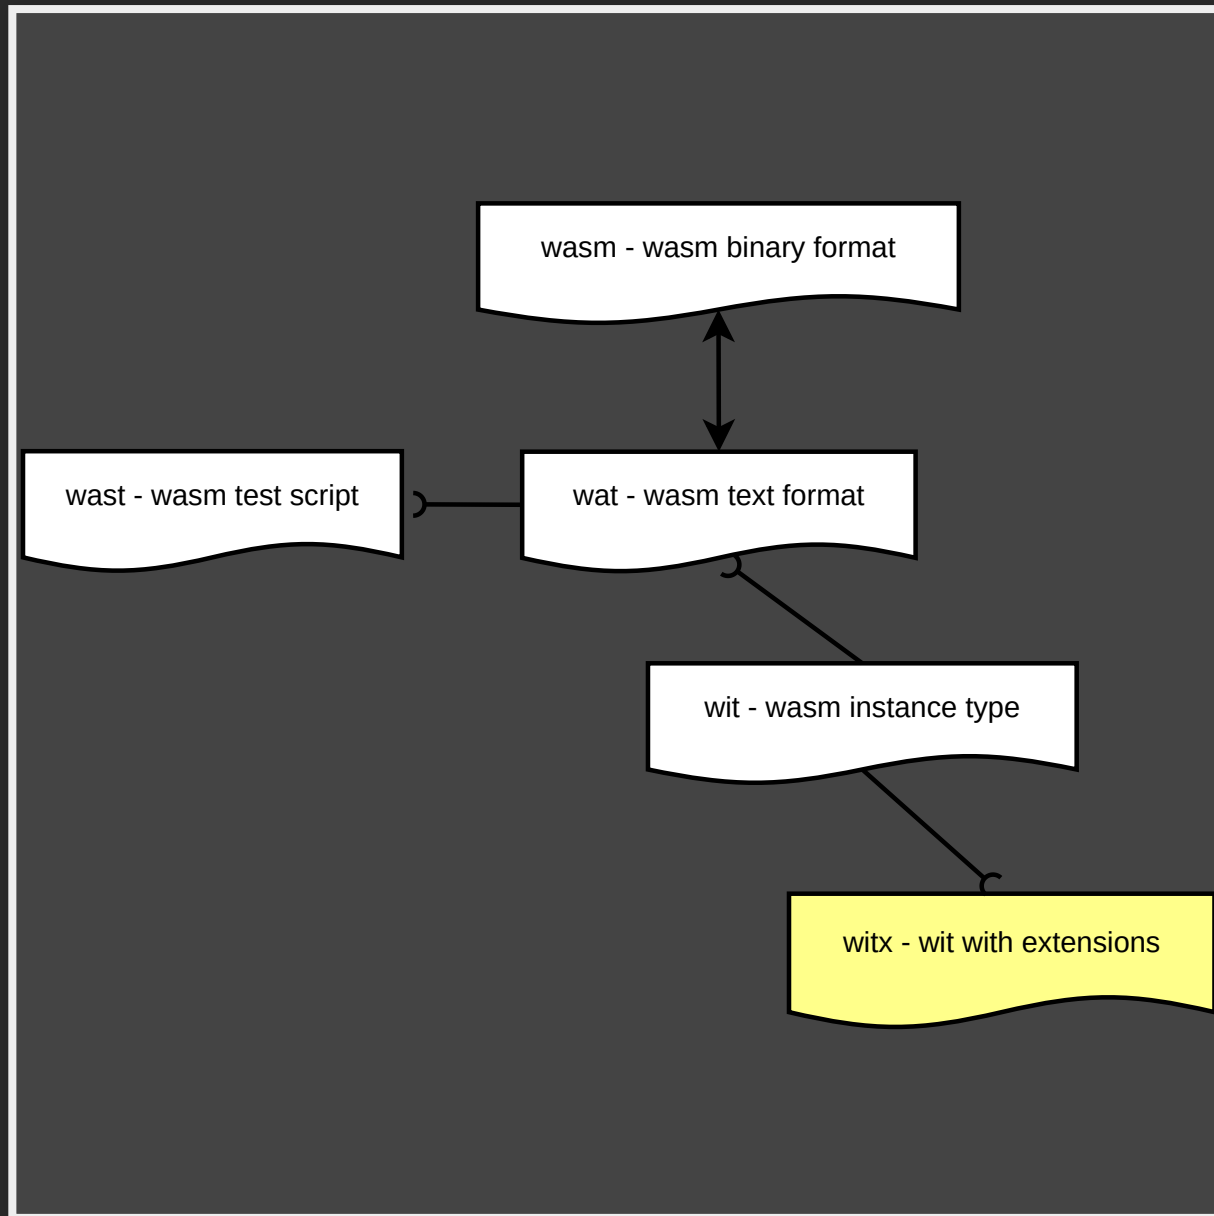 wasm - wasm binary format
wast - wasm test script
wat - wasm text format
wit - wasm instance type
witx - wit with extensions